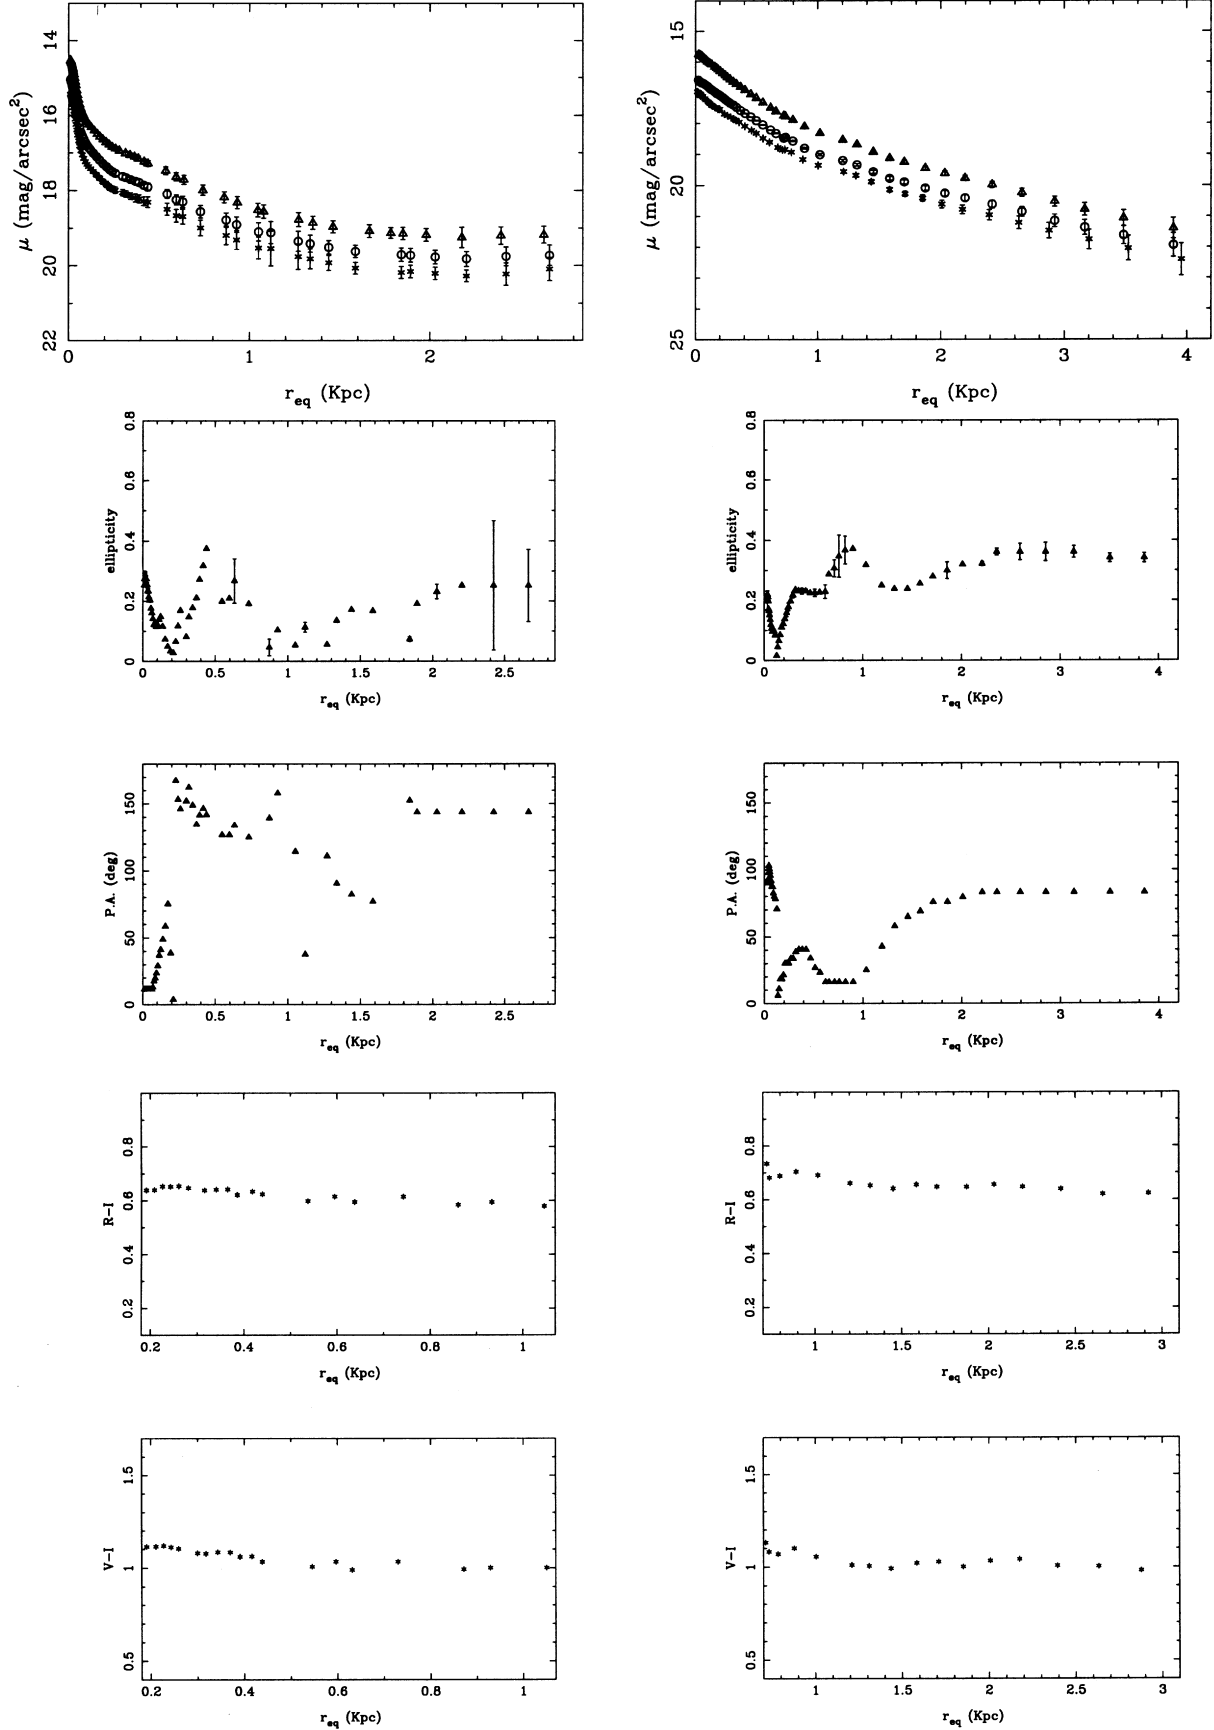 14
16
18
20
22
μ (mag/arcsec²)
0 1 2
r_eq (Kpc)
15
20
25
μ (mag/arcsec²)
0 1 2 3 4
r_eq (Kpc)
0.8
0.6
0.4
0.2
0
ellipticity
0 0.5 1 1.5 2 2.5
r_eq (Kpc)
0.8
0.6
0.4
0.2
0
ellipticity
0 1 2 3 4
r_eq (Kpc)
150
100
50
0
P.A. (deg)
0 0.5 1 1.5 2 2.5
r_eq (Kpc)
150
100
50
0
P.A. (deg)
0 1 2 3 4
r_eq (Kpc)
0.8
0.6
0.4
0.2
R-I
0.2 0.4 0.6 0.8 1
r_eq (Kpc)
0.8
0.6
0.4
0.2
R-I
1 1.5 2 2.5 3
r_eq (Kpc)
1.5
1
0.5
V-I
0.2 0.4 0.6 0.8 1
r_eq (Kpc)
1.5
1
0.5
V-I
1 1.5 2 2.5 3
r_eq (Kpc)